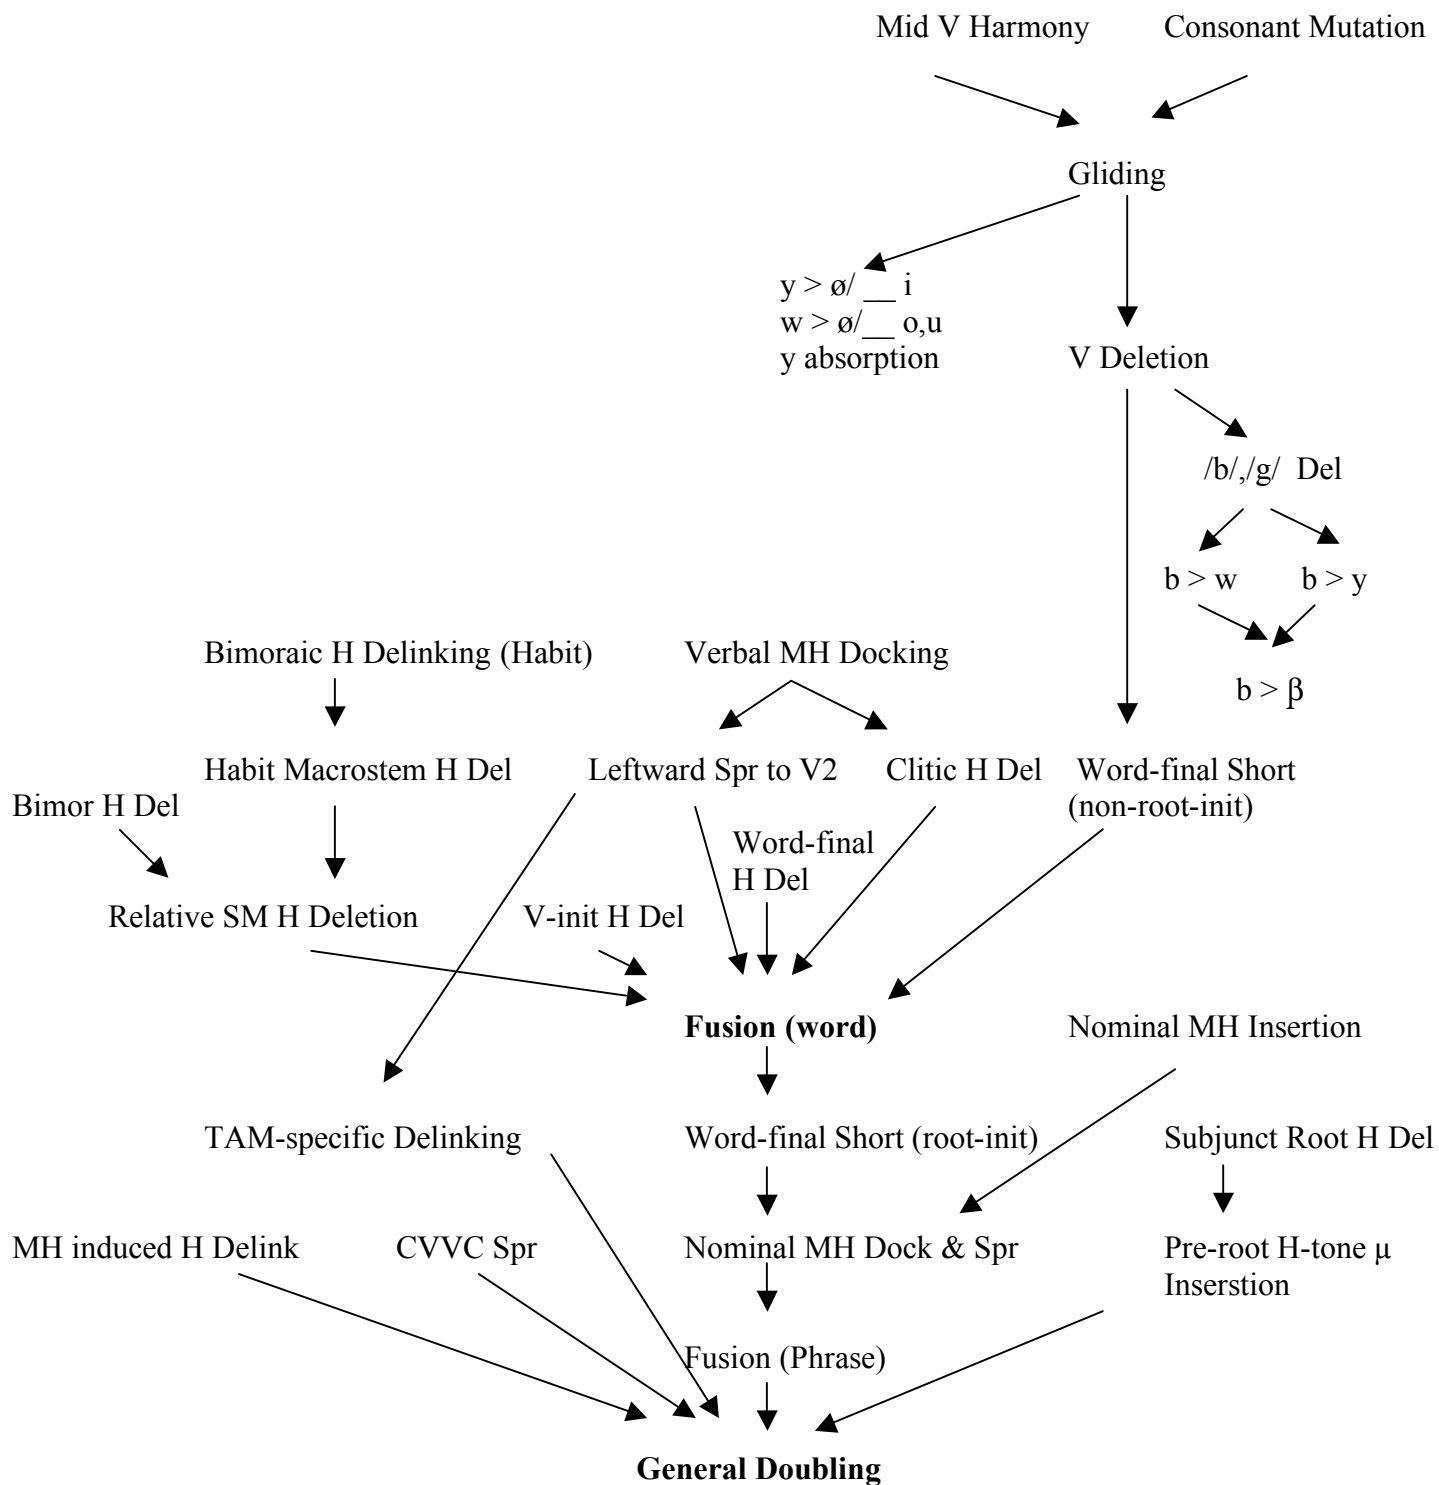 Mid V Harmony Consonant Mutation
Gliding
y > ø/ __ i
w > ø/__ o,u
y absorption
V Deletion
/b/,/g/ Del
b > w b > y
b > β
Bimoraic H Delinking (Habit) Verbal MH Docking
Habit Macrostem H Del Leftward Spr to V2 Clitic H Del Word-final Short
(non-root-init)
Bimor H Del
Word-final
H Del
Relative SM H Deletion V-init H Del
Fusion (word) Nominal MH Insertion
TAM-specific Delinking Word-final Short (root-init) Subjunct Root H Del
MH induced H Delink CVVC Spr Nominal MH Dock & Spr Pre-root H-tone μ
Inserstion
Fusion (Phrase)
General Doubling